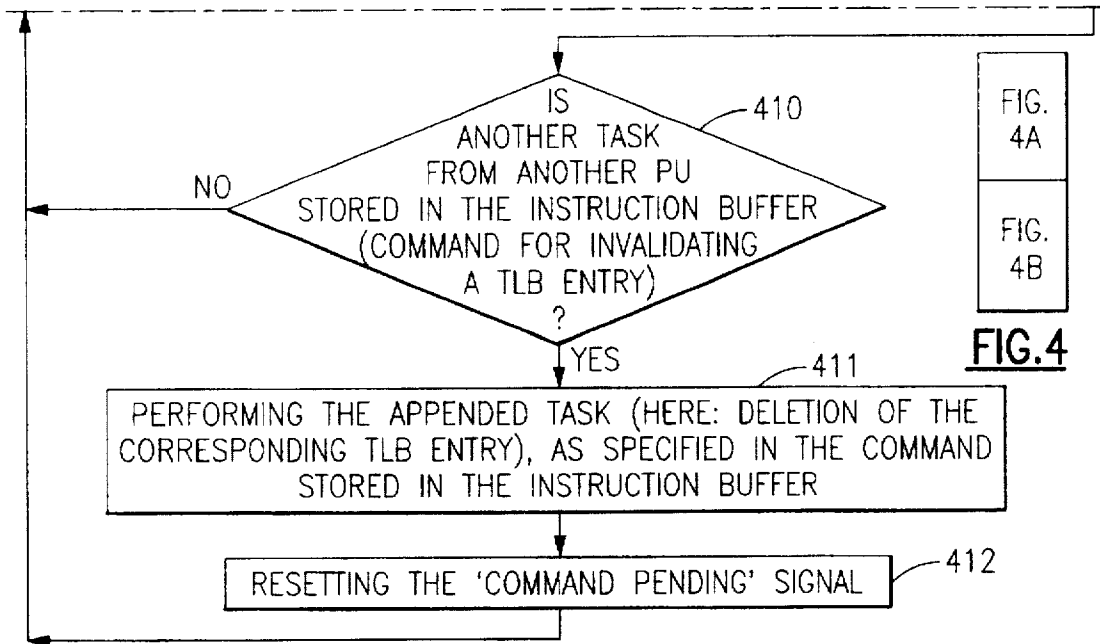 IS
ANOTHER TASK
FROM ANOTHER PU
STORED IN THE INSTRUCTION BUFFER
(COMMAND FOR INVALIDATING
A TLB ENTRY)
?
410
NO
YES
FIG.
4A
FIG.
4B
FIG.4
411
PERFORMING THE APPENDED TASK (HERE: DELETION OF THE
CORRESPONDING TLB ENTRY), AS SPECIFIED IN THE COMMAND
STORED IN THE INSTRUCTION BUFFER
RESETTING THE 'COMMAND PENDING' SIGNAL
412